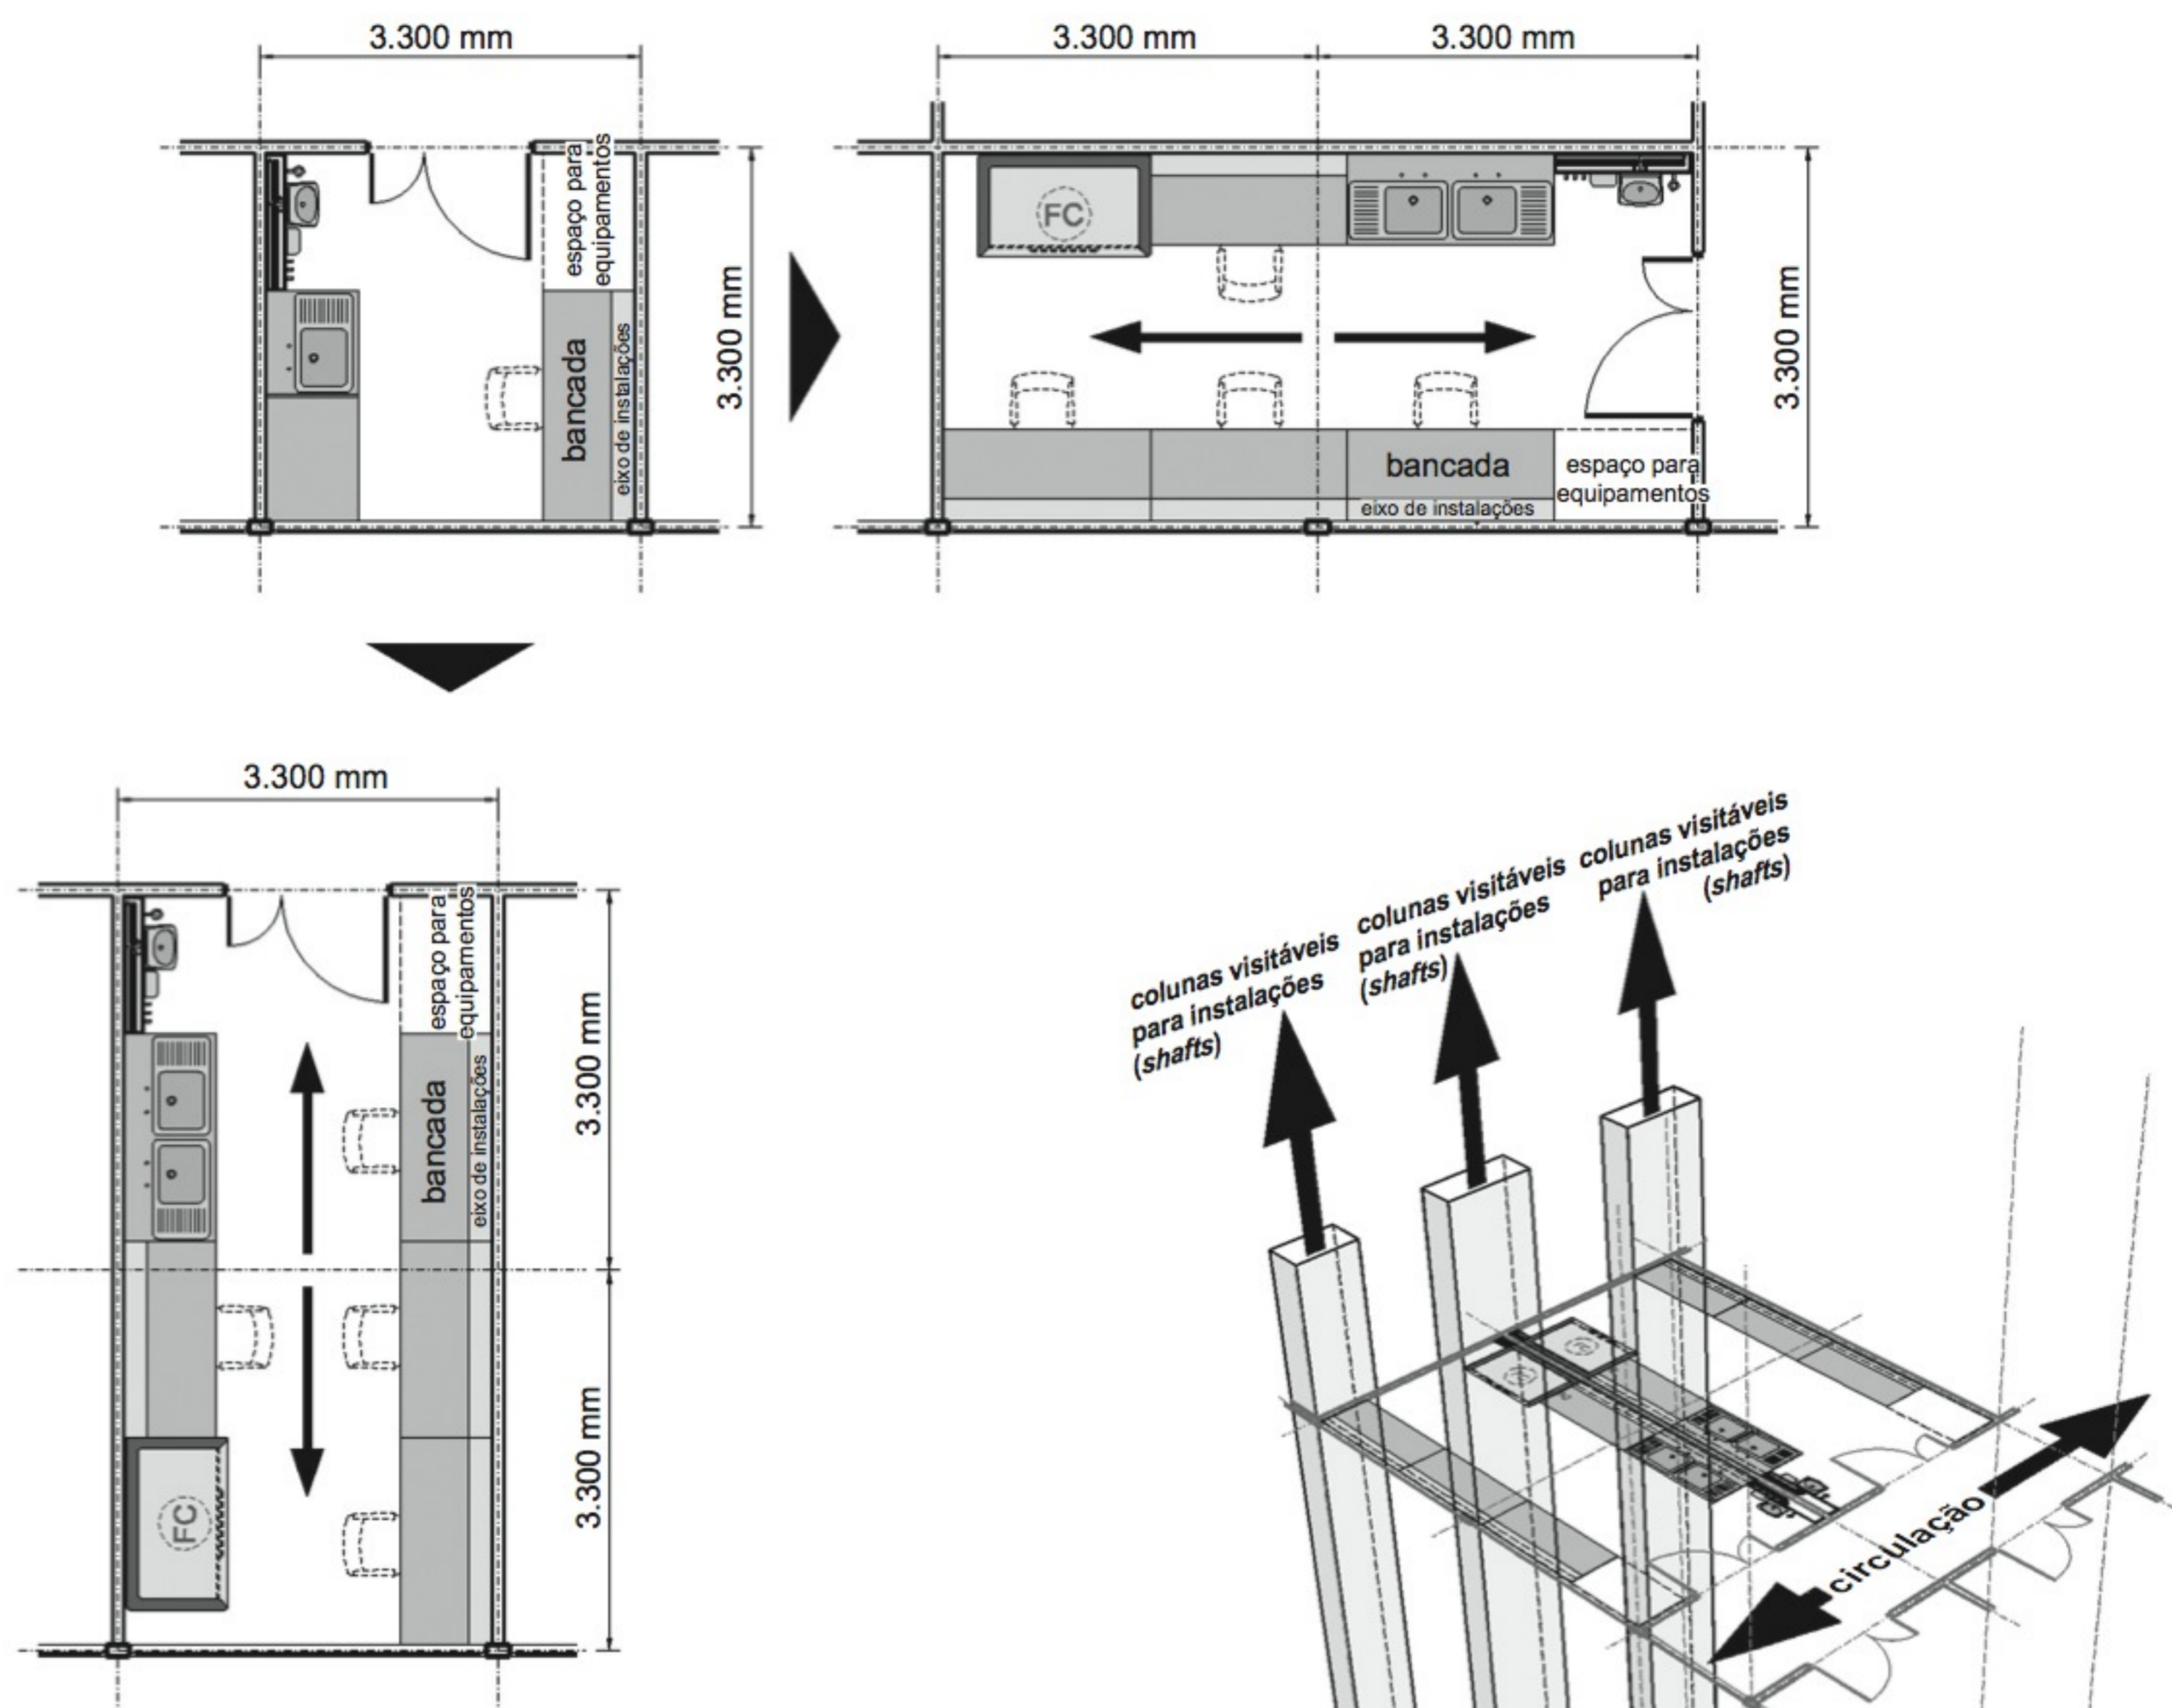 3.300 mm
espaço para
equipamentos
bancada
eixo de instalações
3.300 mm
3.300 mm
3.300 mm
FC
bancada
eixo de instalações
espaço para
equipamentos
3.300 mm
3.300 mm
espaço para
equipamentos
bancada
eixo de instalações
FC
3.300 mm
3.300 mm
colunas visitáveis
para instalações
(shafts)
colunas visitáveis
para instalações
(shafts)
colunas visitáveis
para instalações
(shafts)
FC
FC
circulação